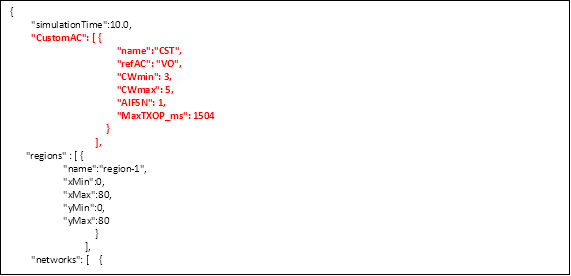 {
"simulationTime":10.0,
"CustomAC": [ {
"name":"CST",
"refAC": "VO",
"CWmin": 3,
"CWmax": 5,
"AIFSN": 1,
"MaxTXOP_ms": 1504
}
],
"regions" : [ {
"name":"region-1",
"xMin":0,
"xMax":80,
"yMin":0,
"yMax":80
}
],
"networks": [ {